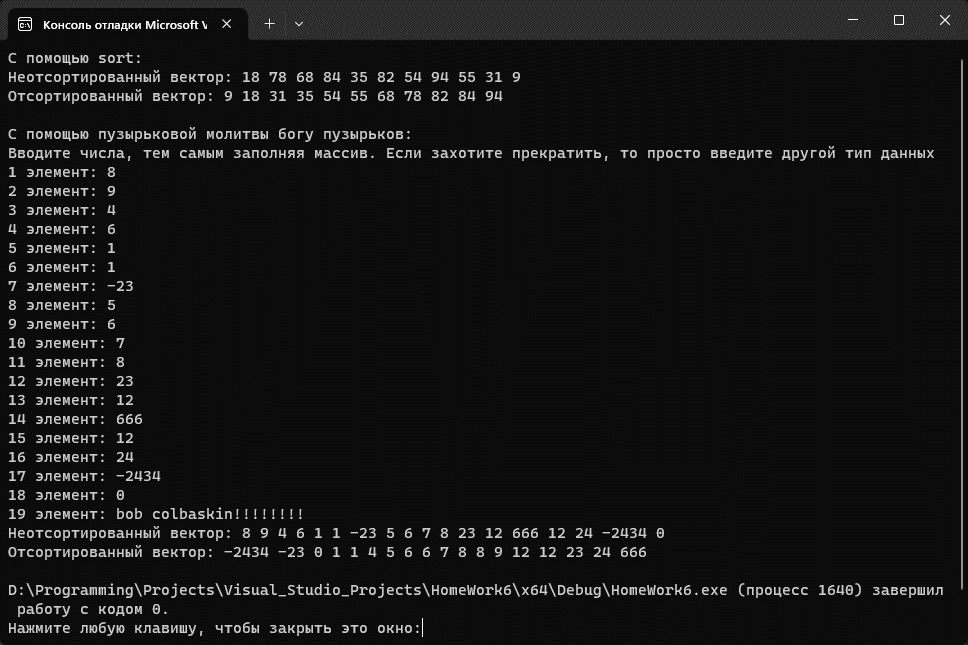 Консоль отладки Microsoft V
С помощью sort:
Неотсортированный вектор: 18 78 68 84 35 82 54 94 55 31 9
Отсортированный вектор: 9 18 31 35 54 55 68 78 82 84 94
С помощью пузырьковой молитвы богу пузырьков:
Вводите числа, тем самым заполняя массив. Если захотите прекратить, то просто введите другой тип данных
1 элемент: 8
2 элемент: 9
3 элемент: 4
4 элемент: 6
5 элемент: 1
6 элемент: 1
7 элемент: -23
8 элемент: 5
9 элемент: 6
10 элемент: 7
11 элемент: 8
12 элемент: 23
13 элемент: 12
14 элемент: 666
15 элемент: 12
16 элемент: 24
17 элемент: -2434
18 элемент: 0
19 элемент: bob colbaskin!!!!!!!!
Неотсортированный вектор: 8 9 4 6 1 1 -23 5 6 7 8 23 12 666 12 24 -2434 0
Отсортированный вектор: -2434 -23 0 1 1 4 5 6 6 7 8 8 9 12 12 23 24 666
D:\Programming\Projects\Visual_Studio_Projects\HomeWork6\x64\Debug\HomeWork6.exe (процесс 1640) завершил
работу с кодом 0.
Нажмите любую клавишу, чтобы закрыть это окно: